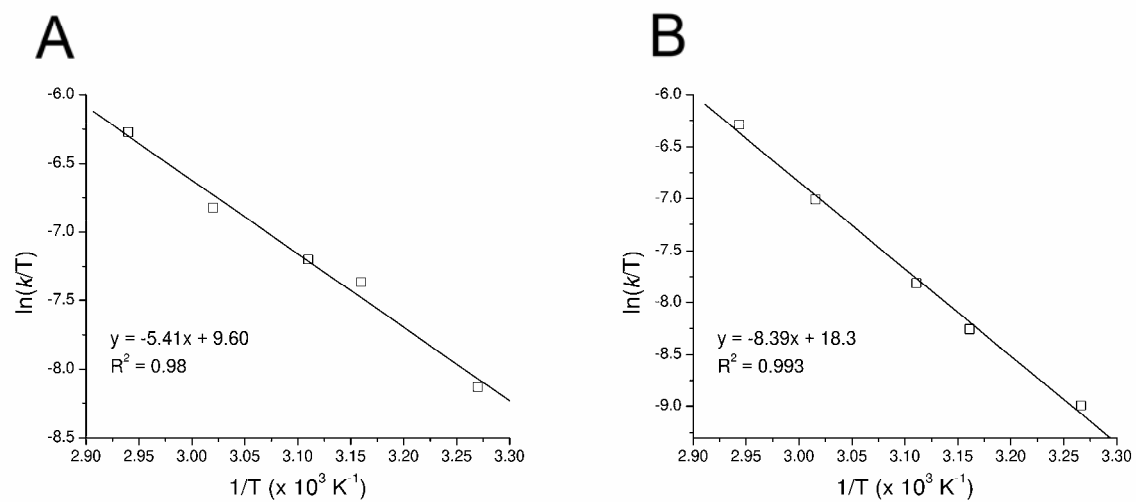 A
-6.0
-6.5
-7.0
-7.5
-8.0
-8.5
ln(k/T)
y = -5.41x + 9.60
R² = 0.98
2.90 2.95 3.00 3.05 3.10 3.15 3.20 3.25 3.30
1/T (x 10³ K⁻¹)
B
-6.0
-6.5
-7.0
-7.5
-8.0
-8.5
-9.0
ln(k/T)
y = -8.39x + 18.3
R² = 0.993
2.90 2.95 3.00 3.05 3.10 3.15 3.20 3.25 3.30
1/T (x 10³ K⁻¹)